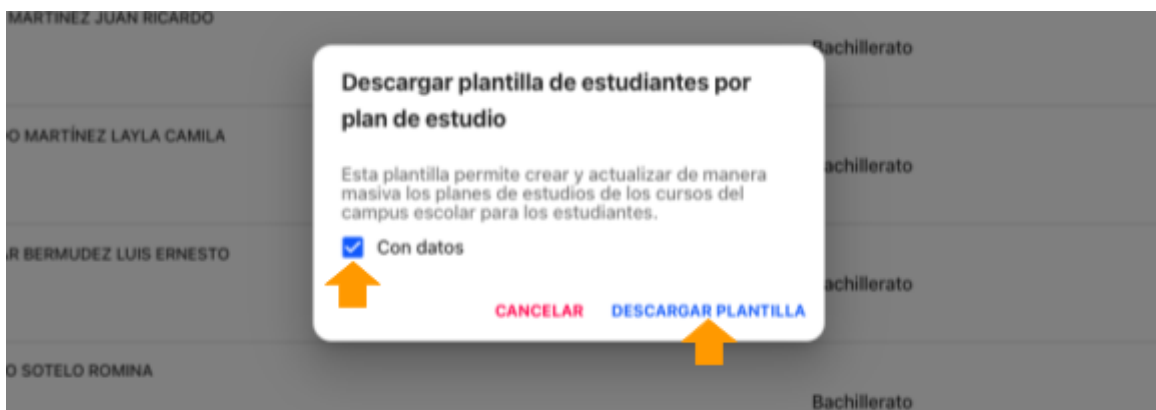 MARTINEZ JUAN RICARDO
Bachillerato
Descargar plantilla de estudiantes por
plan de estudio
O MARTÍNEZ LAYLA CAMILA
Esta plantilla permite crear y actualizar de manera
achillerato
masiva los planes de estudios de los cursos del
campus escolar para los estudiantes.
Con datos
R BERMUDEZ LUIS ERNESTO
achillerato
CANCELAR DESCARGAR PLANTILLA
O SOTELO ROMINA
Bachillerato